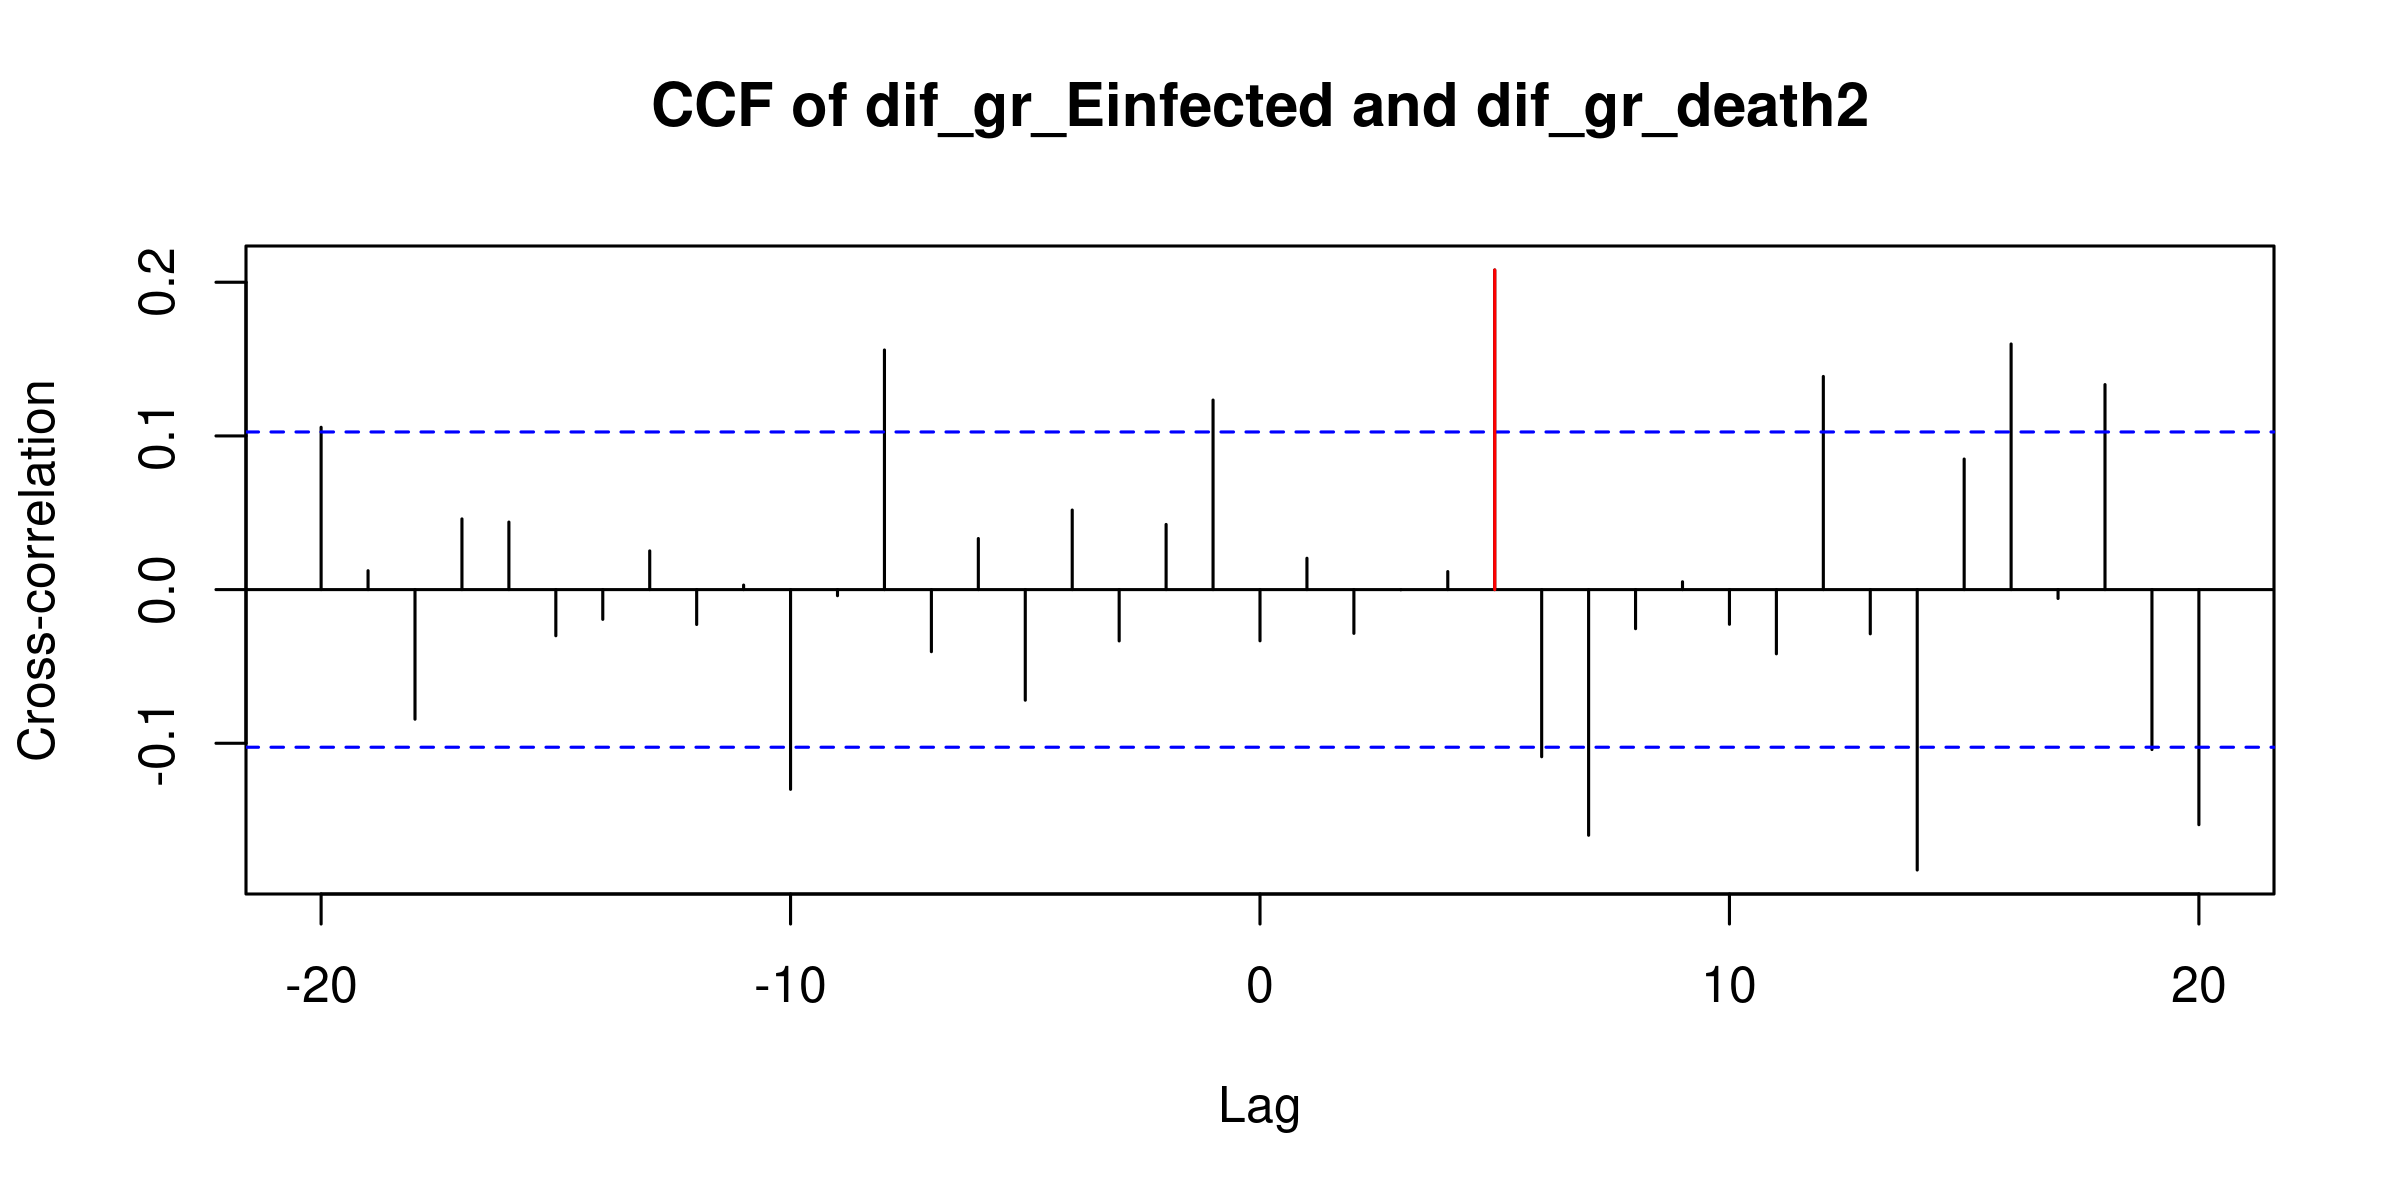 CCF of dif_gr_Einfected and dif_gr_death2
Cross-correlation
0.2
0.1
0.0
-0.1
-20 -10 0 10 20
Lag